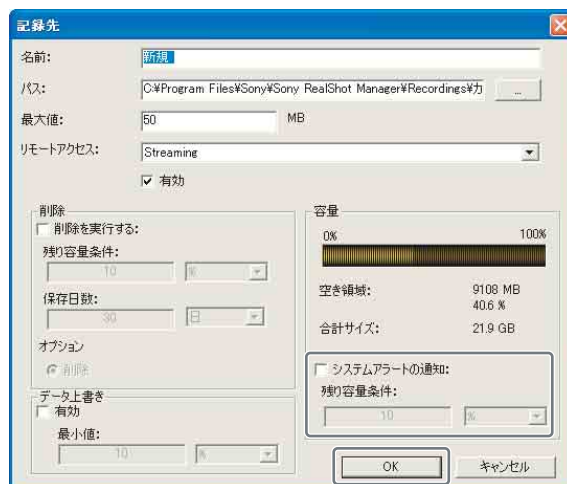 記録先
名前: 新規
パス: C:¥Program Files¥Sony¥Sony RealShot Manager¥Recordings¥カ ...
最大値: 50 MB
リモートアクセス: Streaming
有効
削除
削除を実行する:
残り容量条件:
10 %
保存日数:
30 日
オプション
削除
データ上書き
有効
最小値:
10 %
容量
0% 100%
空き領域: 9108 MB
40.6 %
合計サイズ: 21.9 GB
システムアラートの通知:
残り容量条件:
10 %
OK キャンセル